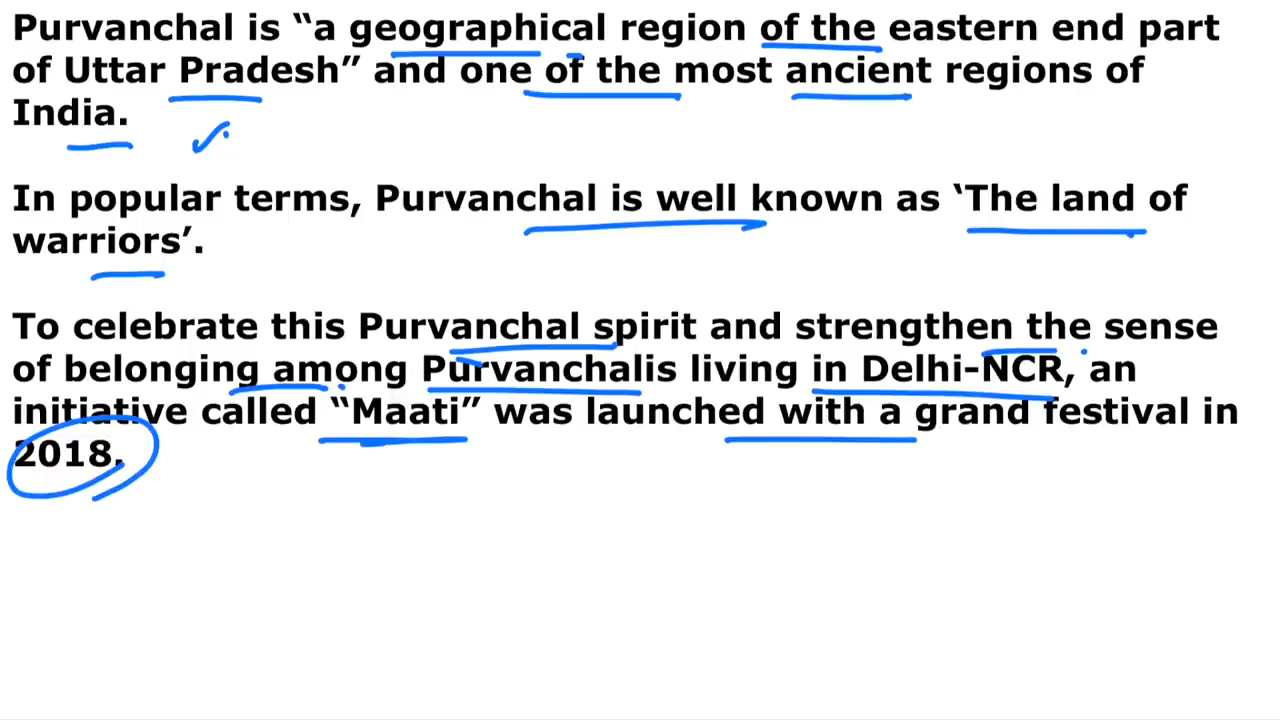 Purvanchal is “a geographical region of the eastern end part
of Uttar Pradesh” and one of the most ancient regions of
India.
In popular terms, Purvanchal is well known as ‘The land of
warriors’.
To celebrate this Purvanchal spirit and strengthen the sense
of belonging among Purvanchalis living in Delhi-NCR, an
initiative called “Maati” was launched with a grand festival in
2018.